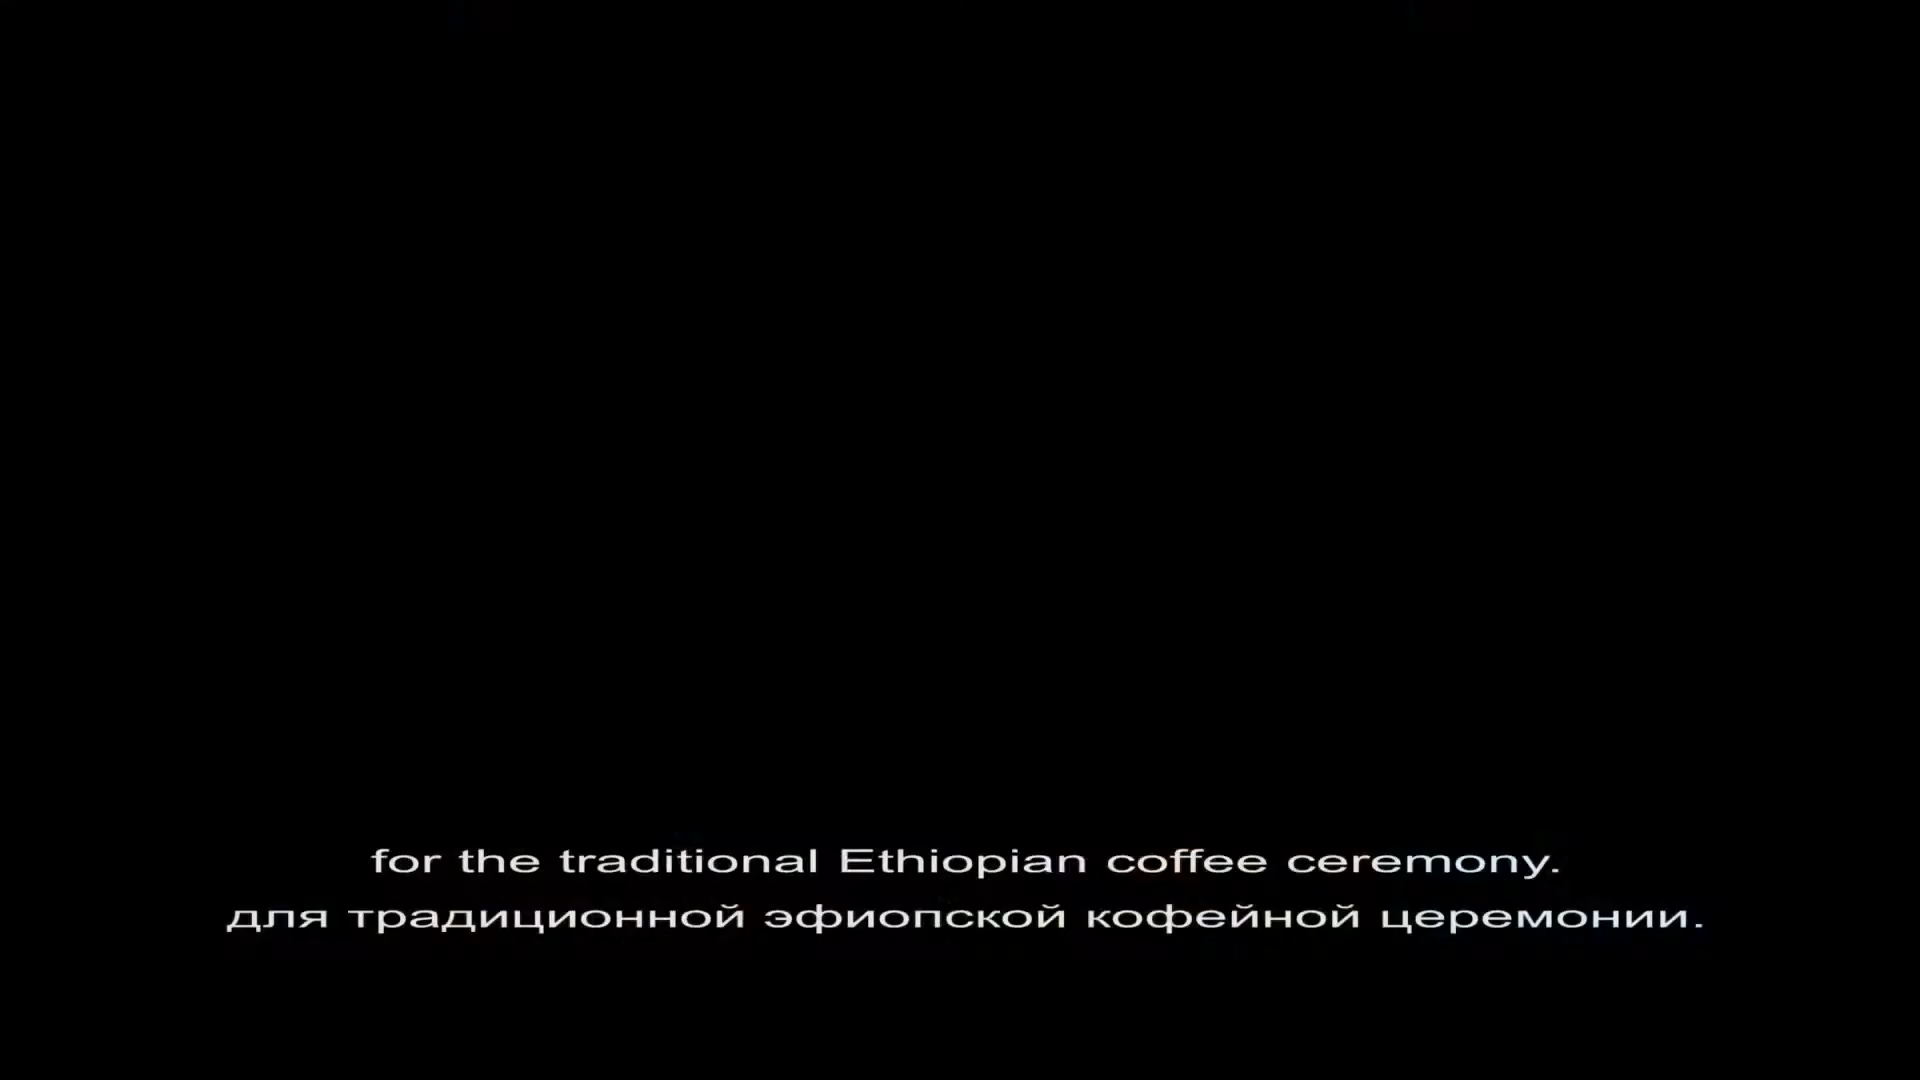 for the traditional Ethiopian coffee ceremony.
для традиционной эфиопской кофейной церемонии.